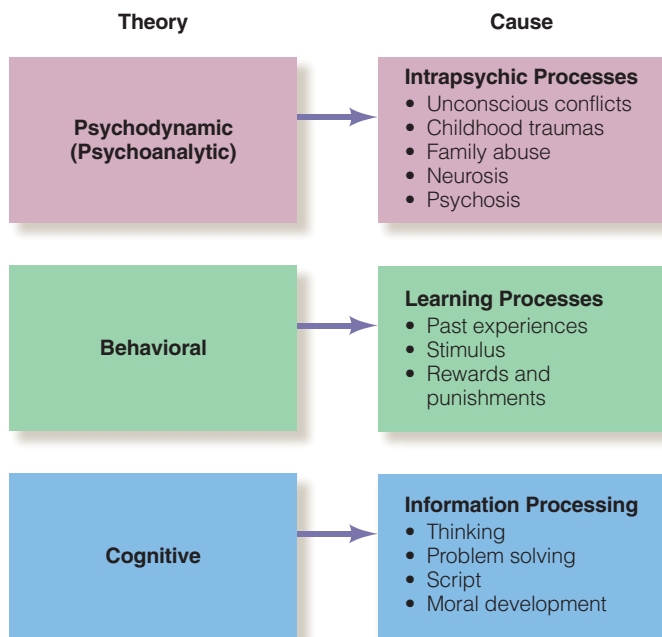 Theory
Cause
Psychodynamic
(Psychoanalytic)
Intrapsychic Processes
• Unconscious conflicts
• Childhood traumas
• Family abuse
• Neurosis
• Psychosis
Behavioral
Learning Processes
• Past experiences
• Stimulus
• Rewards and
punishments
Cognitive
Information Processing
• Thinking
• Problem solving
• Script
• Moral development